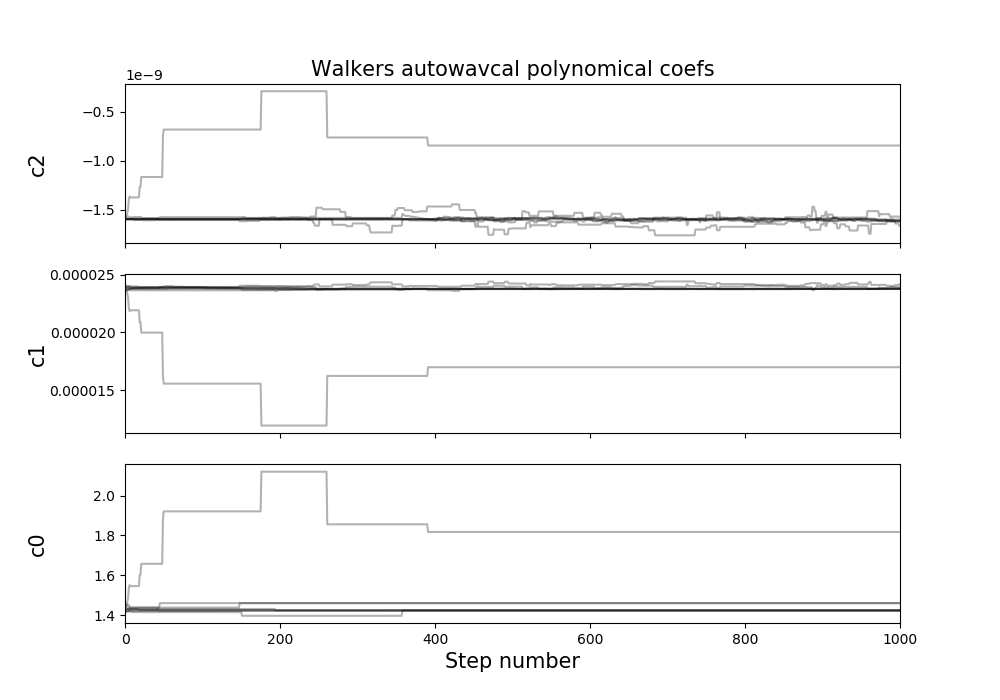 Walkers autowavcal polynomical coefs
1e−9
−0.5
−1.0
−1.5
c2
0.000025
0.000020
0.000015
c1
2.0
1.8
1.6
1.4
c0
0 200 400 600 800 1000
Step number